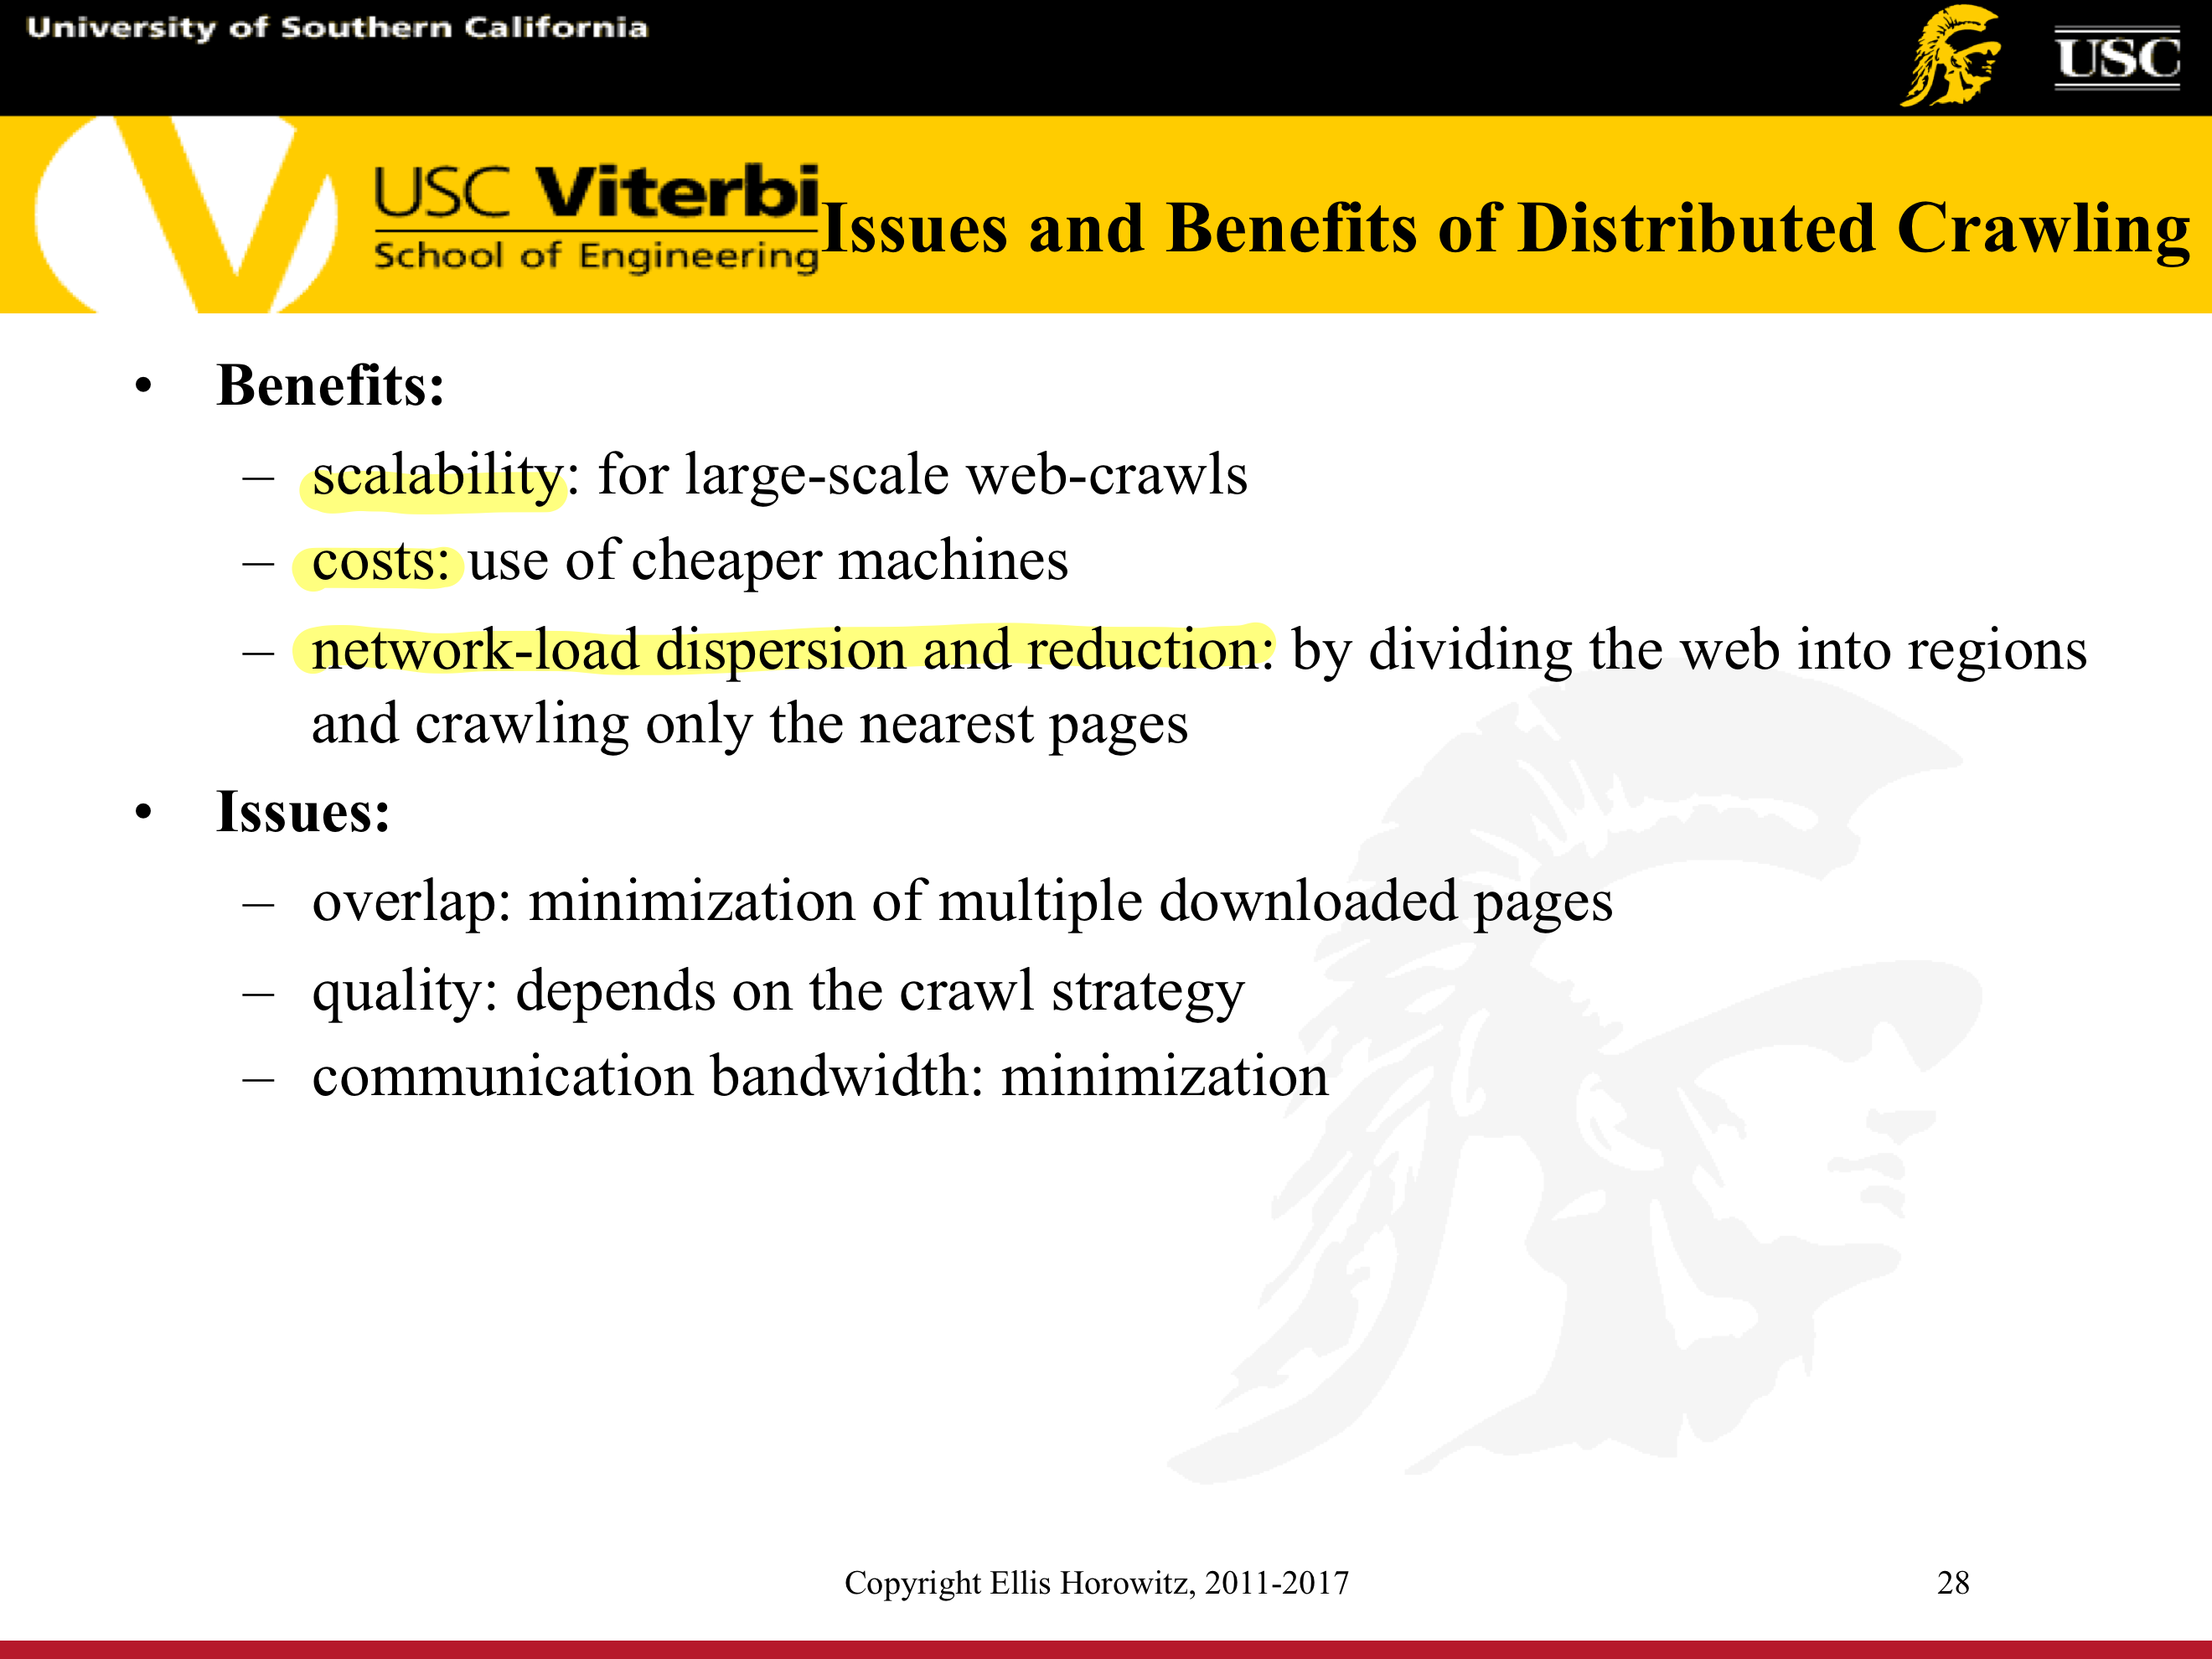 University of Southern California
USC
USC Viterbi
School of Engineering
Issues and Benefits of Distributed Crawling
• Benefits:
– scalability: for large-scale web-crawls
– costs: use of cheaper machines
– network-load dispersion and reduction: by dividing the web into regions
and crawling only the nearest pages
• Issues:
– overlap: minimization of multiple downloaded pages
– quality: depends on the crawl strategy
– communication bandwidth: minimization
Copyright Ellis Horowitz, 2011-2017
28